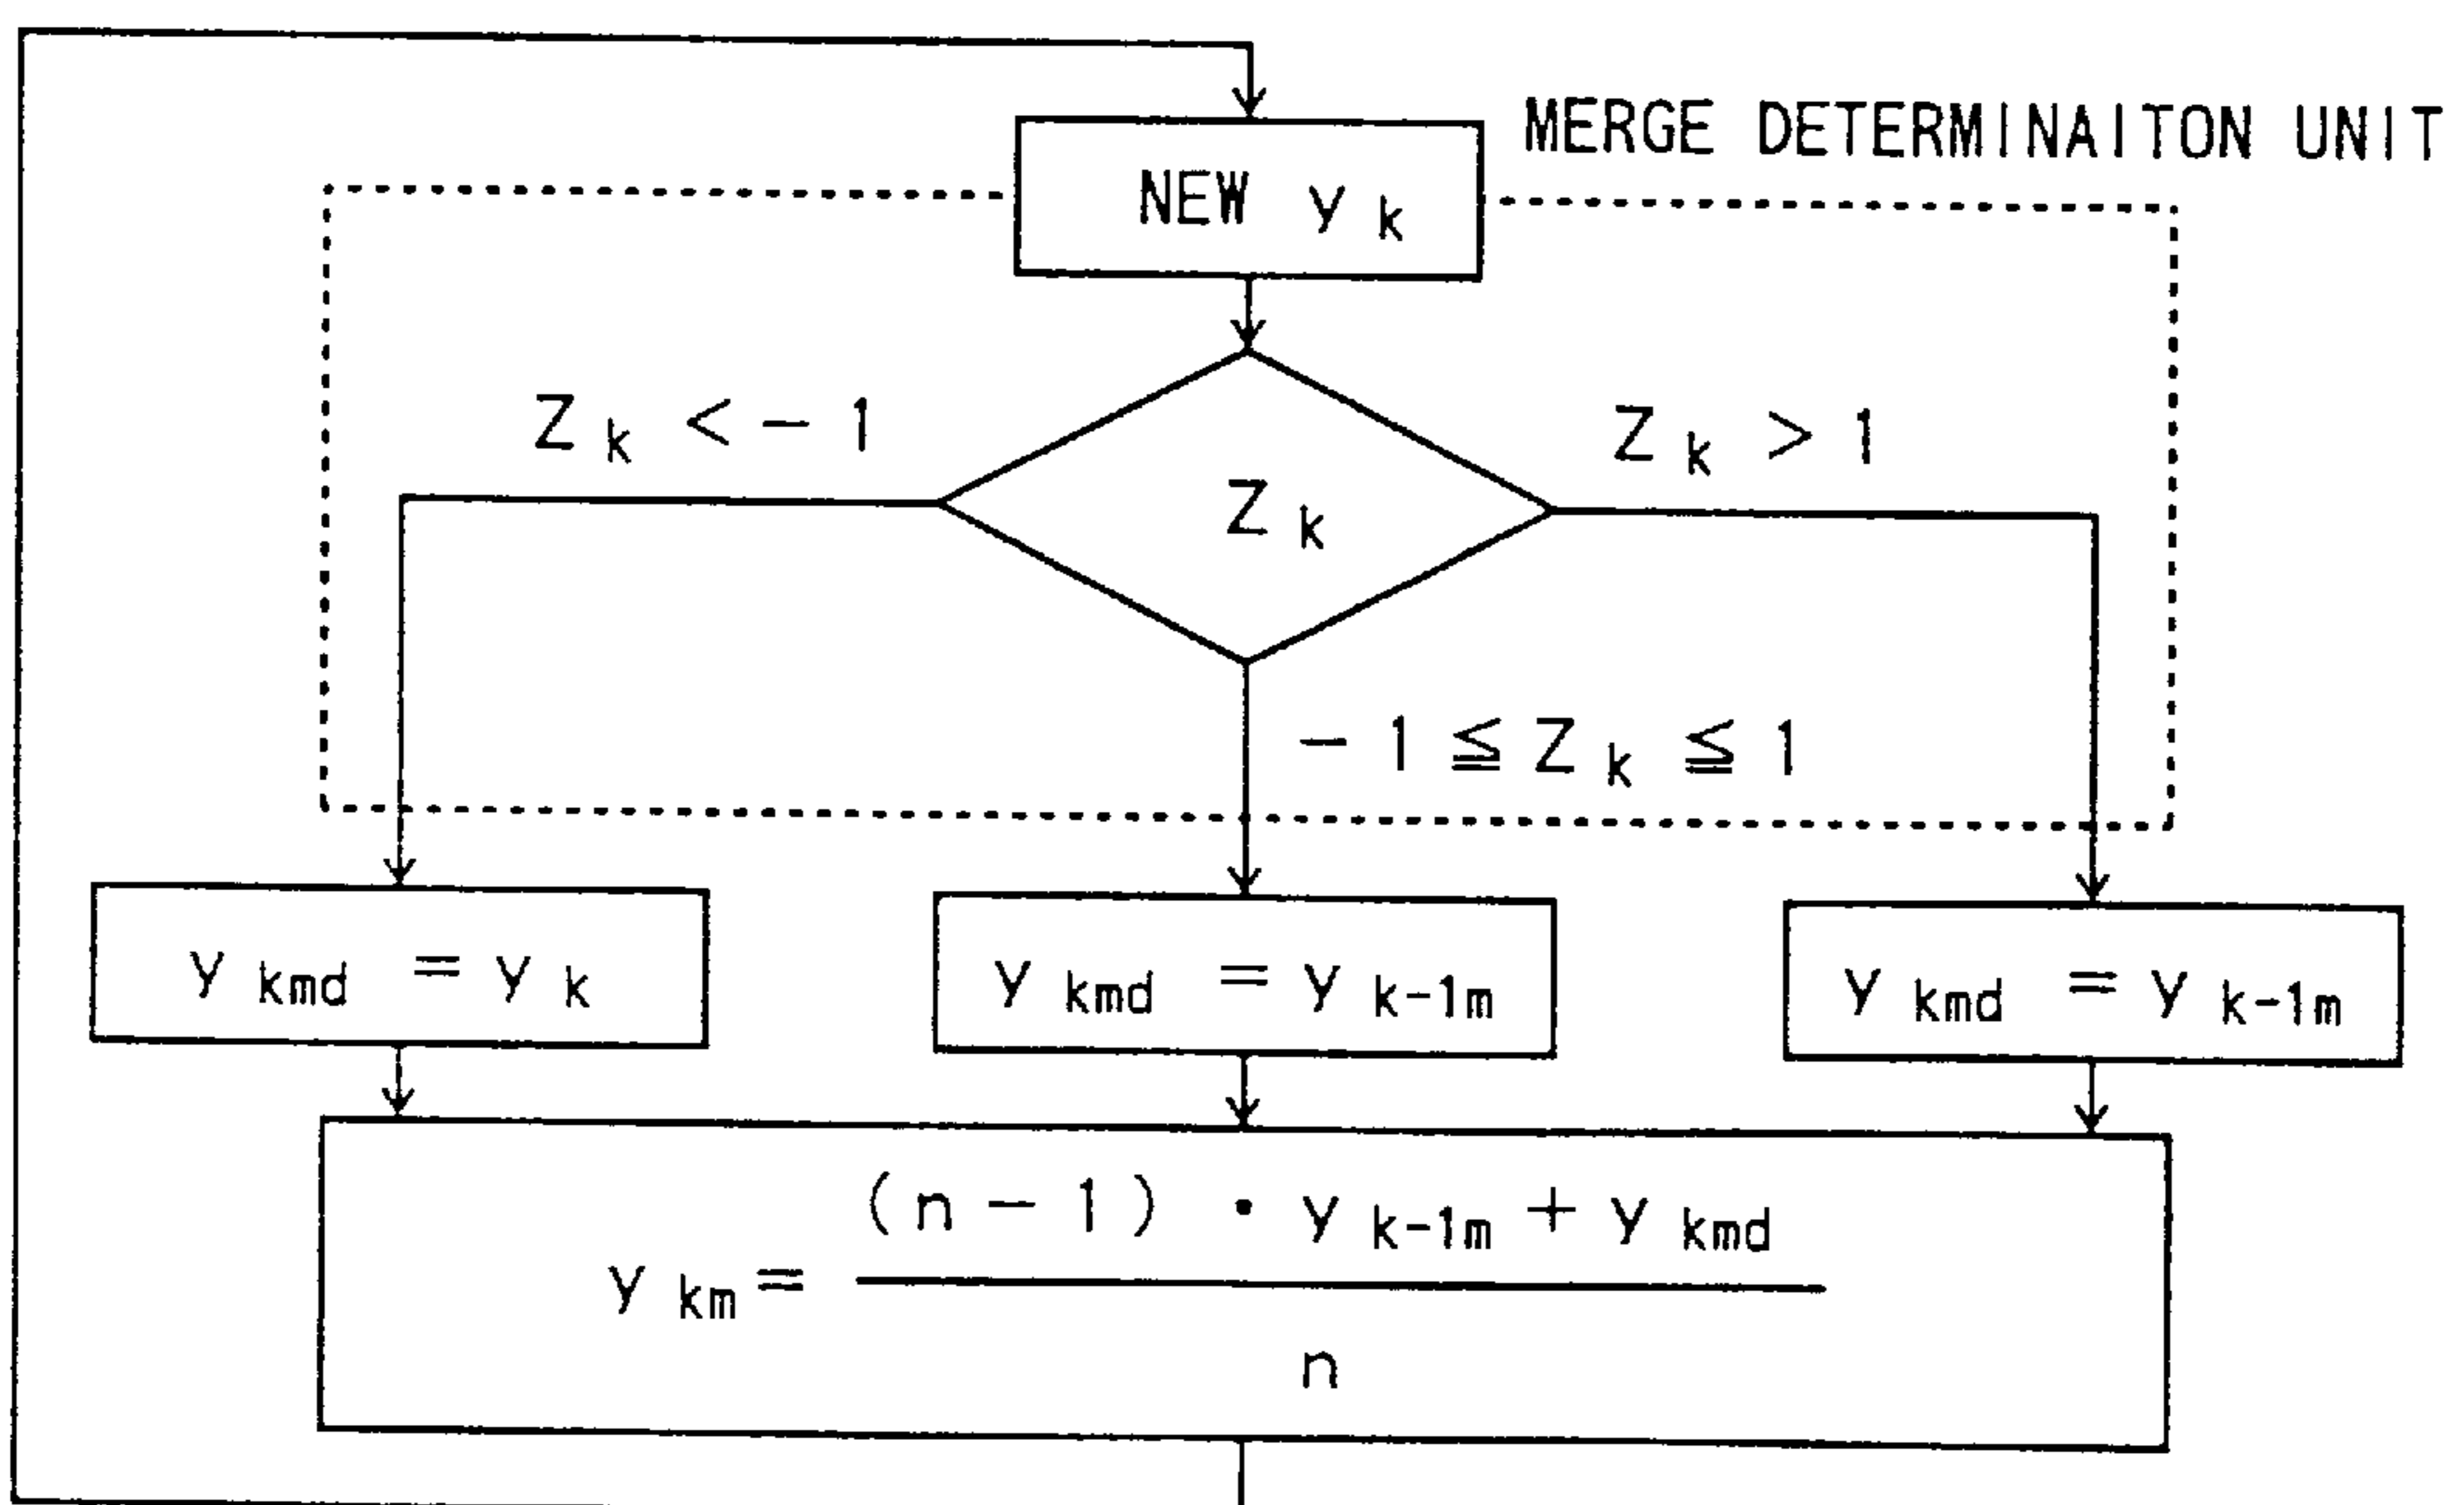 MERGE DETERMINAITON UNIT
NEW y k
Z k < - 1
Z k > 1
Z k
- 1 ≦ Z k ≦ 1
y kmd = y k
y kmd = y k-1m
y kmd = y k-1m
(n - 1) • y k-1m + y kmd
y km =
n